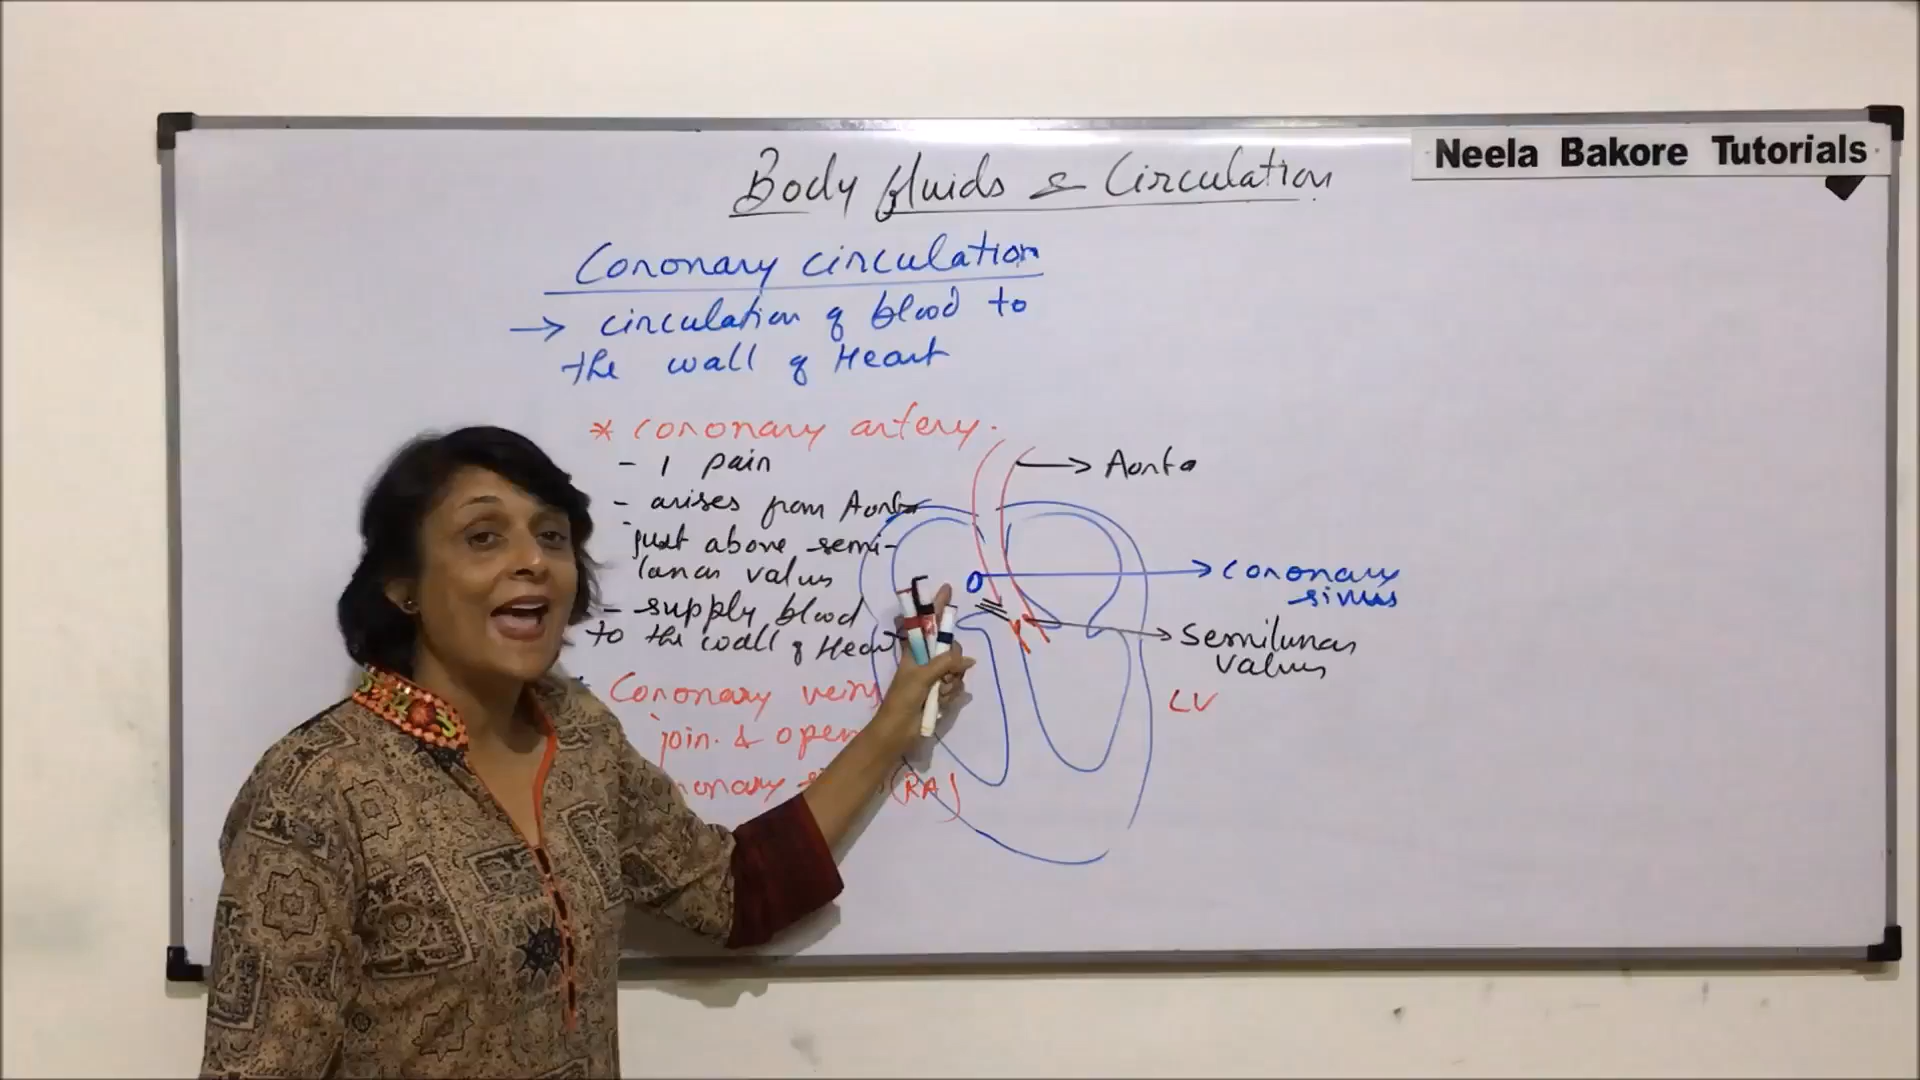 Neela Bakore Tutorials
Body fluids & Circulation
Coronary circulation
→ circulation of blood to
the wall of Heart
* coronary artery.
- 1 pair
- arises from Aorta
just above semi-
lunar valves
- supply blood
to the wall of Heart
Coronary veins
join. & open
(RA)
→ Aorta
→ coronary
sinus
→ Semilunar
valves
LV